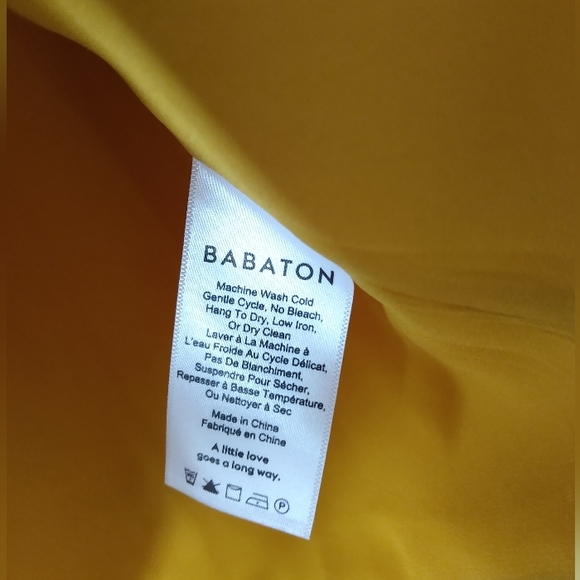 BABATON
Machine Wash Cold
Gentle Cycle, No Bleach,
Hang To Dry, Low Iron,
Or Dry Clean
Laver à La Machine à
L'eau Froide Au Cycle Délicat,
Pas De Blanchiment,
Suspendre Pour Sécher,
Repasser à Basse Température,
Ou Nettoyer à Sec
Made in China
Fabriqué en Chine
A little love
goes a long way.
P